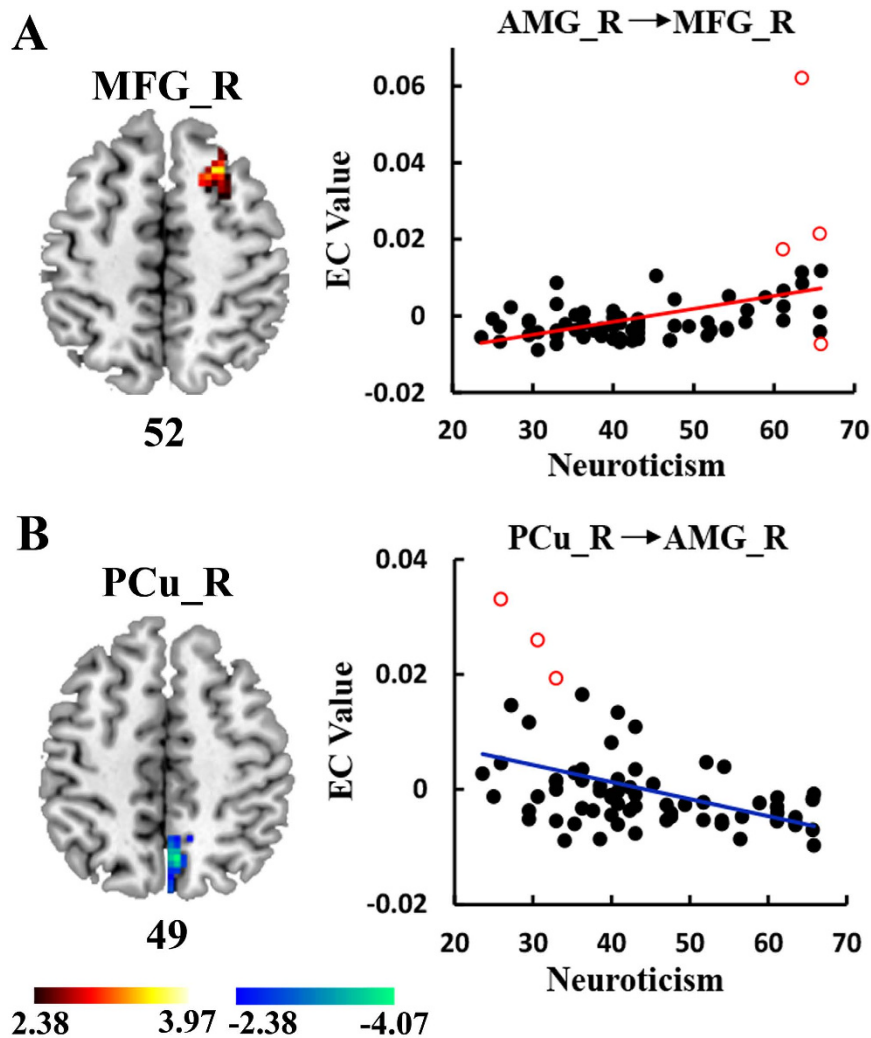 A
MFG_R
52
AMG_R→MFG_R
EC Value
0.06
0.04
0.02
0
-0.02
20 30 40 50 60 70
Neuroticism
B
PCu_R
49
PCu_R→AMG_R
EC Value
0.04
0.02
0
-0.02
20 30 40 50 60 70
Neuroticism
2.38 3.97 -2.38 -4.07